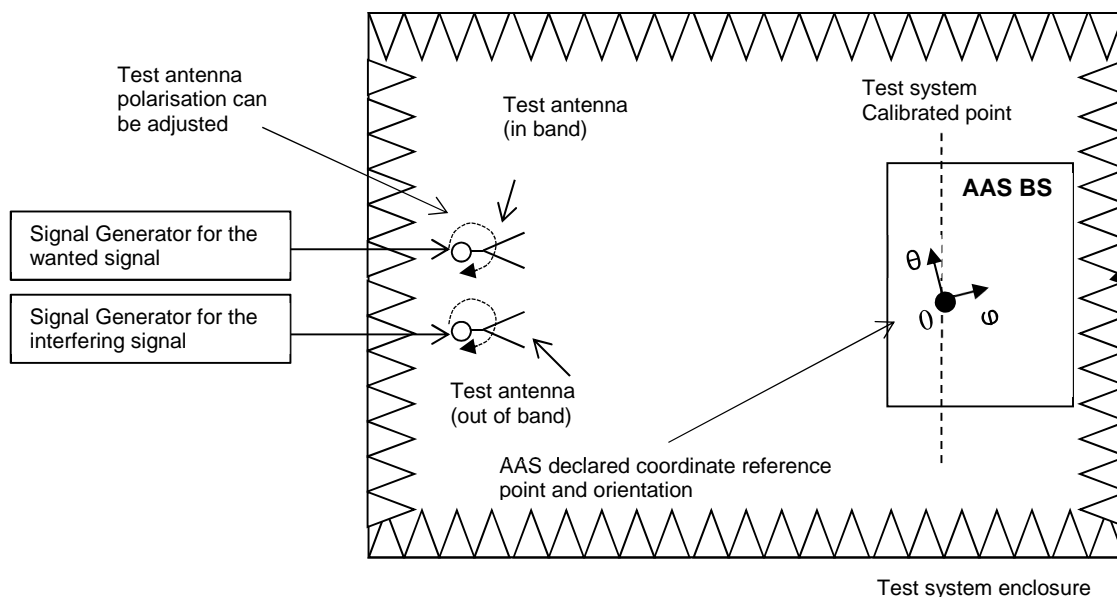 Test antenna
polarisation can
be adjusted
Test antenna
(in band)
Test system
Calibrated point
AAS BS
Signal Generator for the
wanted signal
θ
φ
0
Signal Generator for the
interfering signal
Test antenna
(out of band)
AAS declared coordinate reference
point and orientation
Test system enclosure